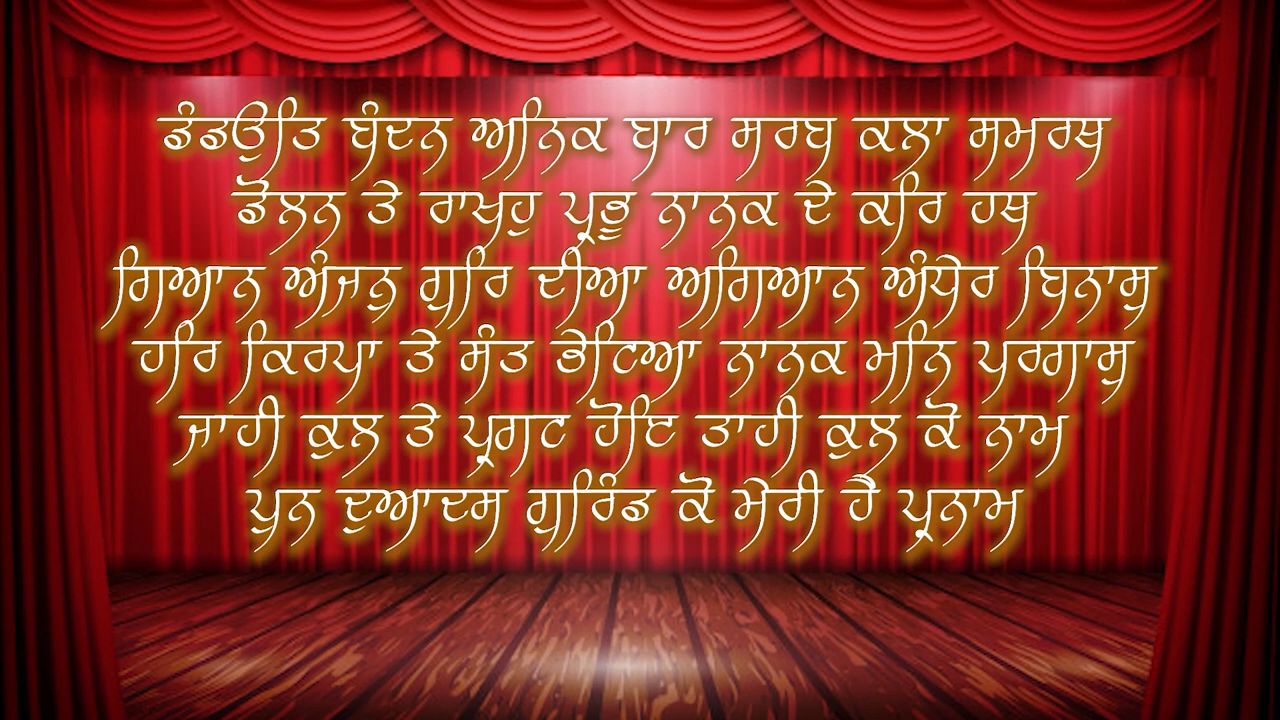 ਡੰਡਉਤਿ ਬੰਦਨ ਅਨਿਕ ਬਾਰ ਸਰਬ ਕਲਾ ਸਮਰਥ
ਡੋਲਨ ਤੇ ਰਾਖਹੁ ਪ੍ਰਭੂ ਨਾਨਕ ਦੇ ਕਰਿ ਹਥ
ਗਿਆਨ ਅੰਜਨੁ ਗੁਰਿ ਦੀਆ ਅਗਿਆਨ ਅੰਧੇਰ ਬਿਨਾਸੁ
ਹਰਿ ਕਿਰਪਾ ਤੇ ਸੰਤ ਭੇਟਿਆ ਨਾਨਕ ਮਨਿ ਪਰਗਾਸੁ
ਜਾਹੀ ਕੁਲ ਤੇ ਪ੍ਰਗਟ ਹੋਇ ਤਾਹੀ ਕੁਲ ਕੋ ਨਾਮ
ਪੁਨ ਦੁਆਦਸ ਗੁਰਿੰਡ ਕੋ ਮੇਰੀ ਹੈ ਪ੍ਰਨਾਮ